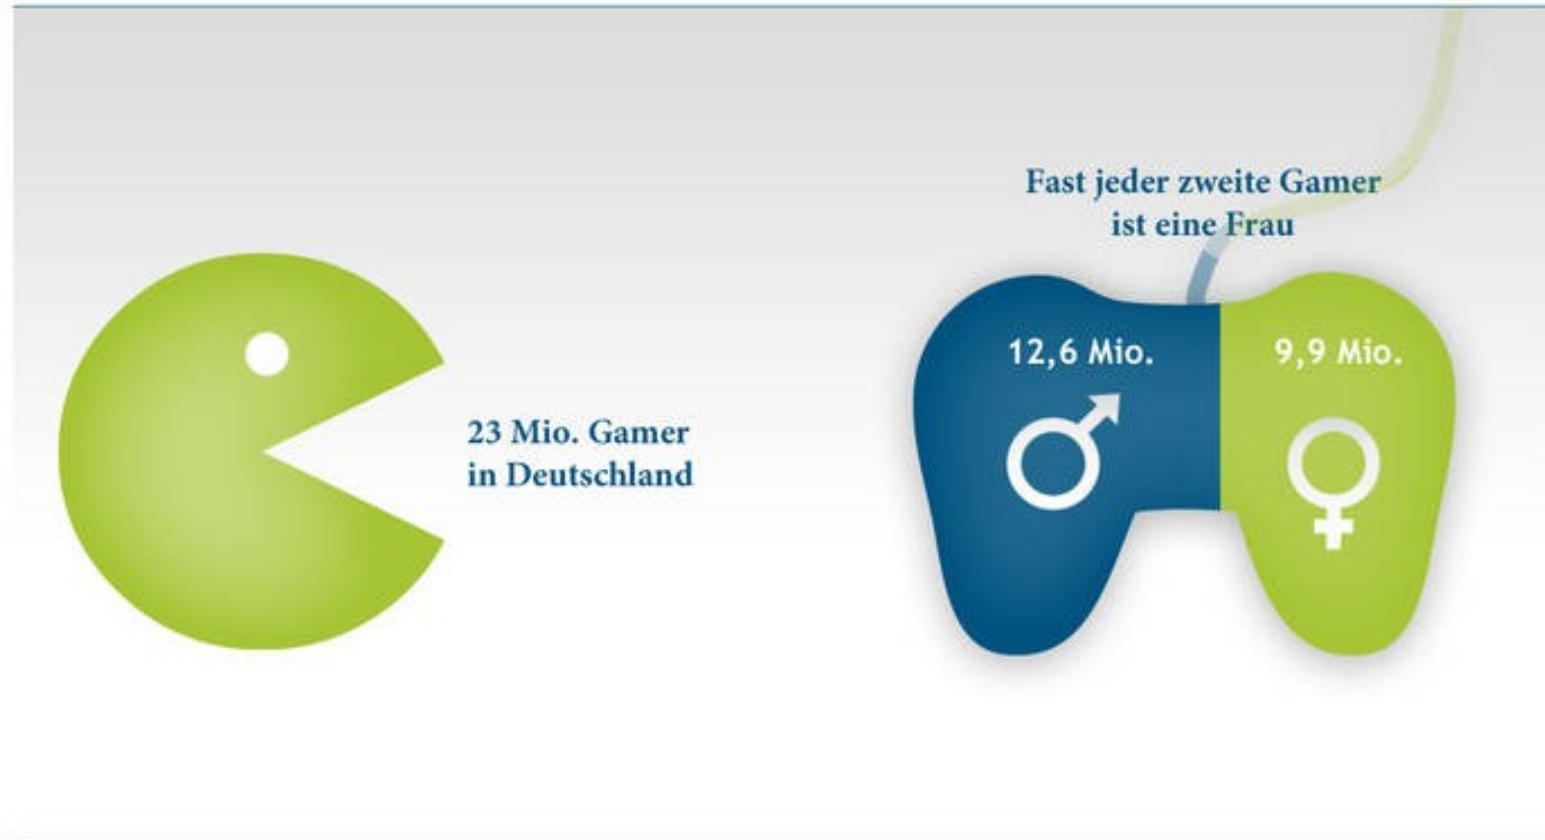 23 Mio. Gamer
in Deutschland
Fast jeder zweite Gamer
ist eine Frau
12,6 Mio.
9,9 Mio.